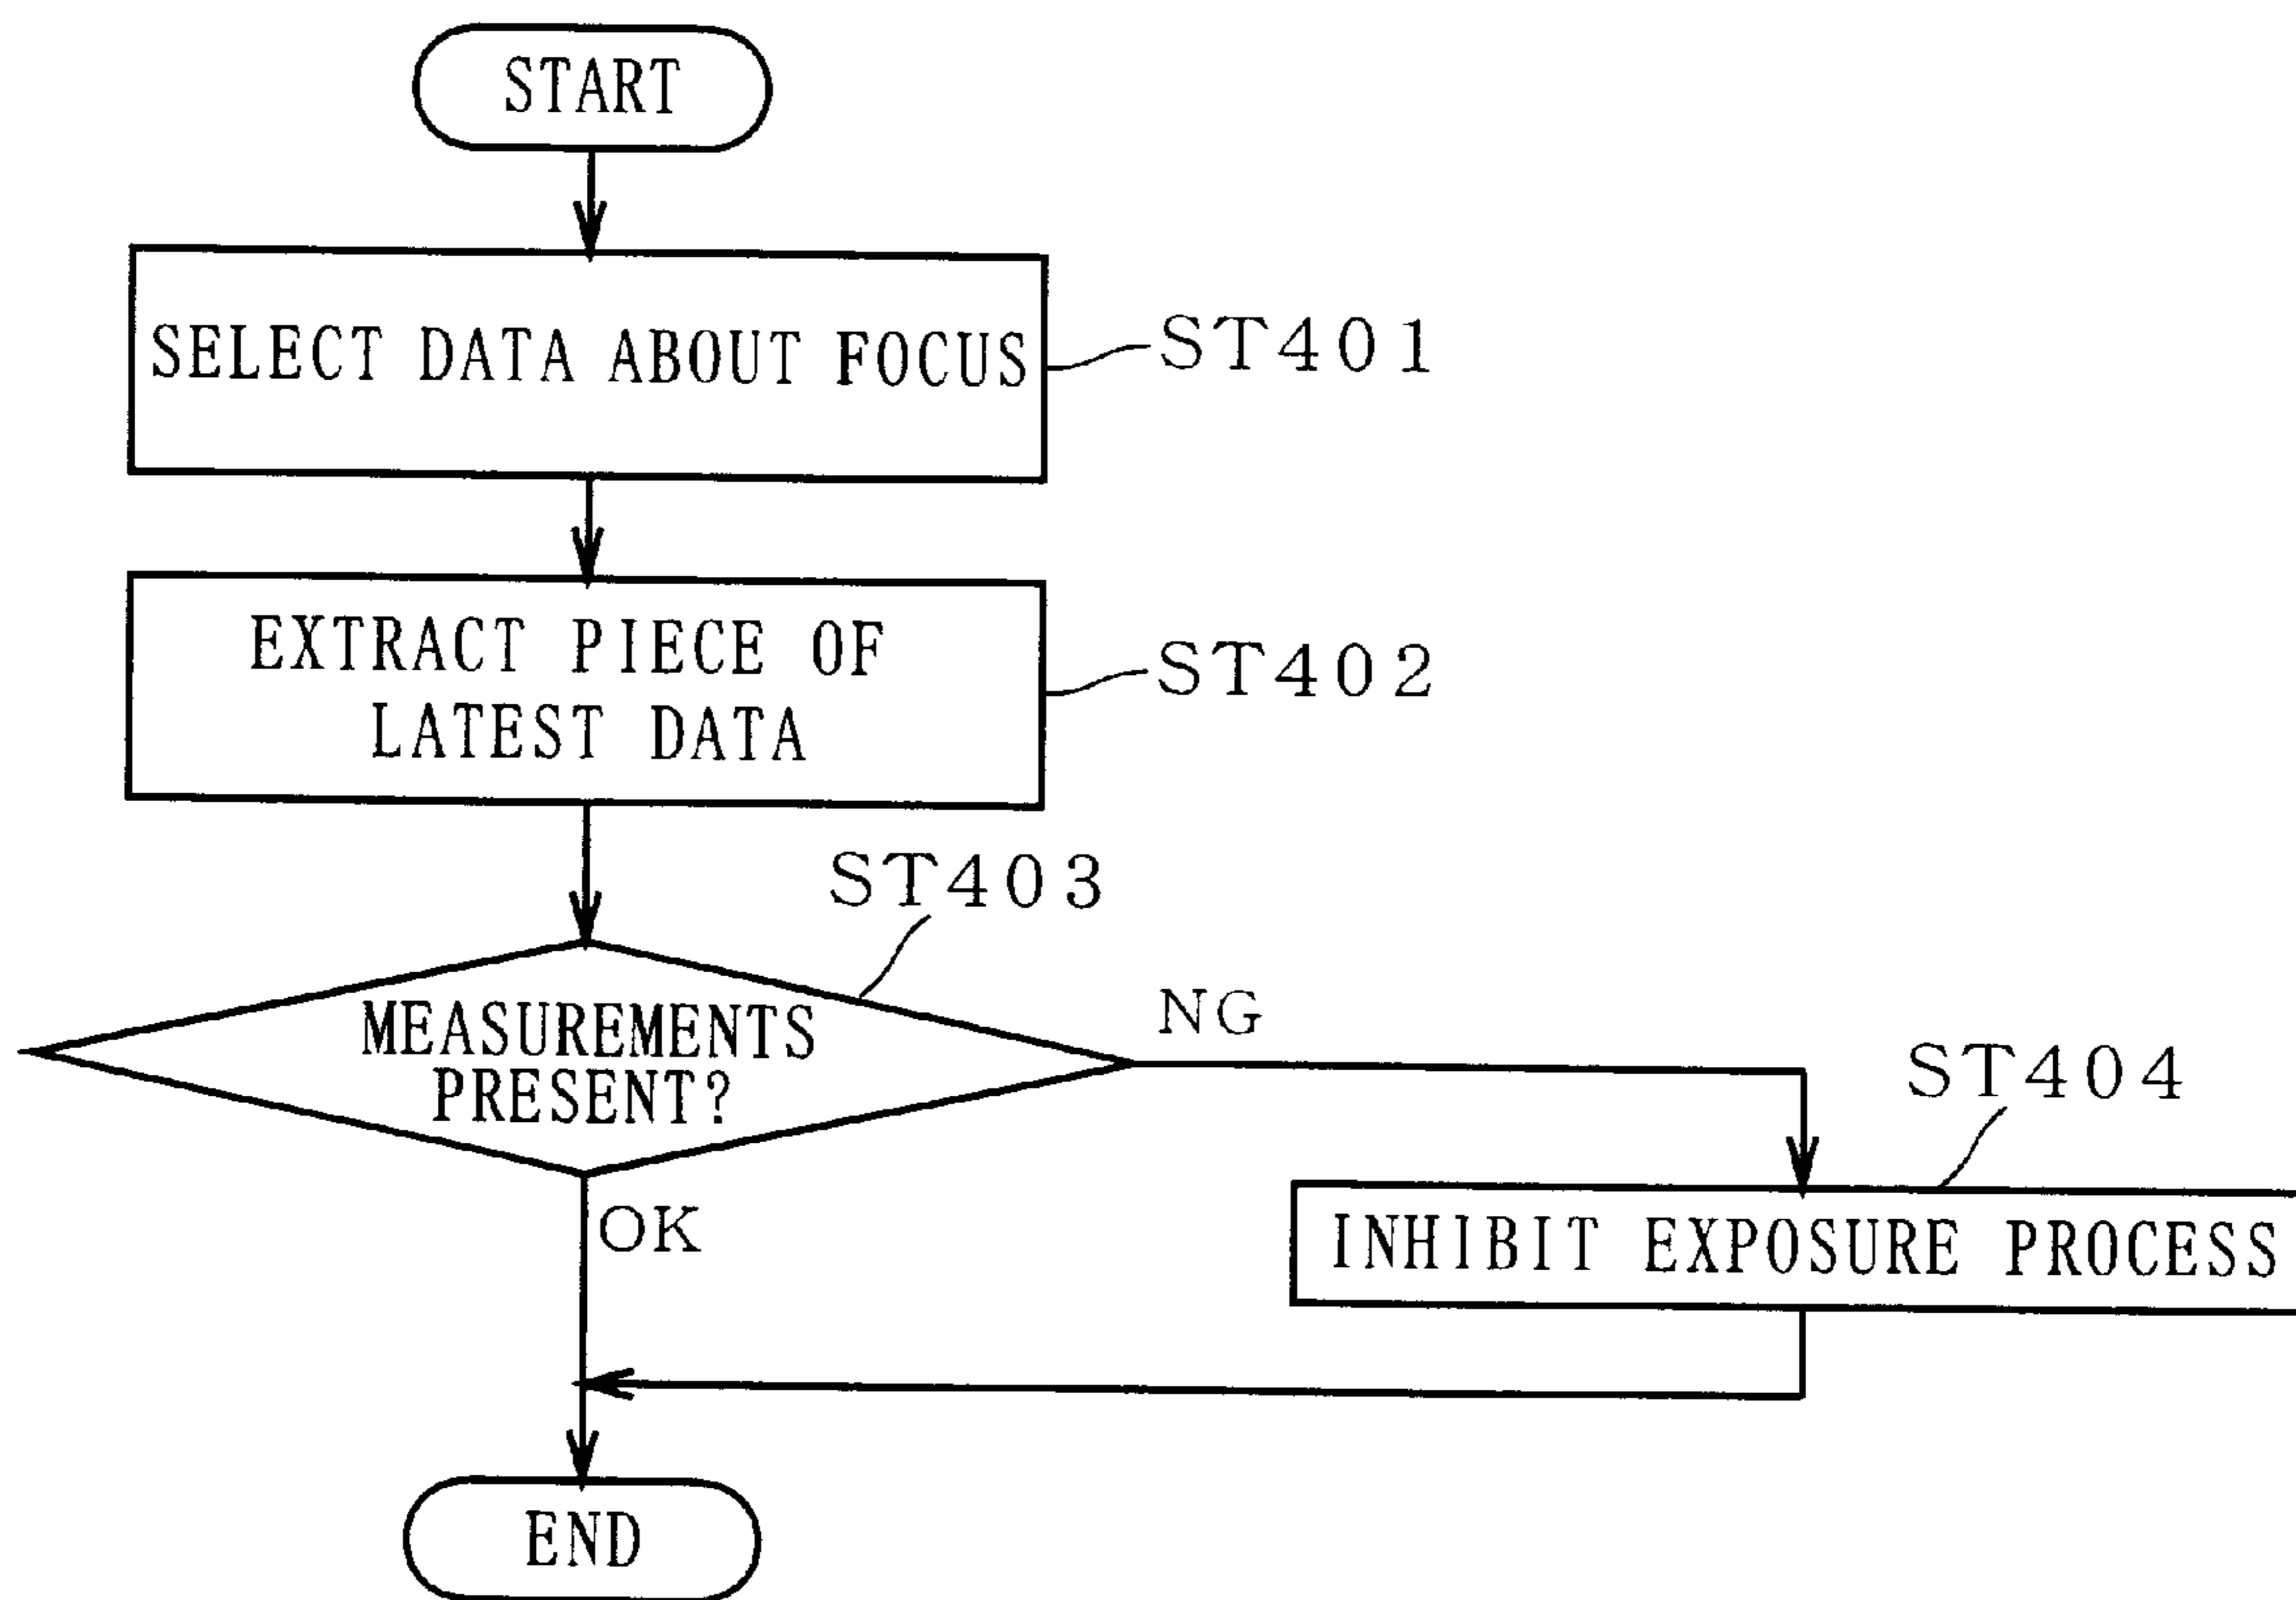 START
SELECT DATA ABOUT FOCUS
ST401
EXTRACT PIECE OF
LATEST DATA
ST402
ST403
MEASUREMENTS
PRESENT?
NG
OK
ST404
INHIBIT EXPOSURE PROCESS
END